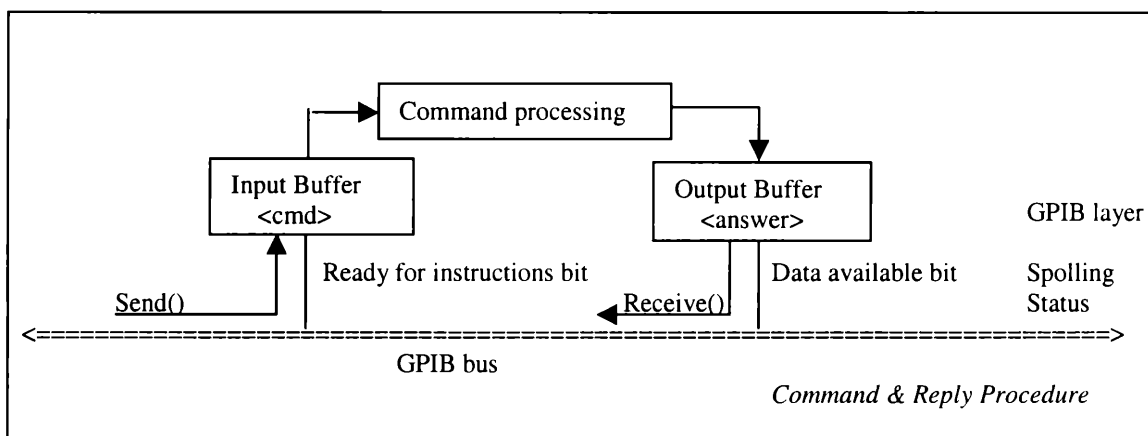 Command processing
Input Buffer
<cmd>
Output Buffer
<answer>
GPIB layer
Ready for instructions bit
Data available bit
Spolling
Status
Send()
Receive()
GPIB bus
Command & Reply Procedure